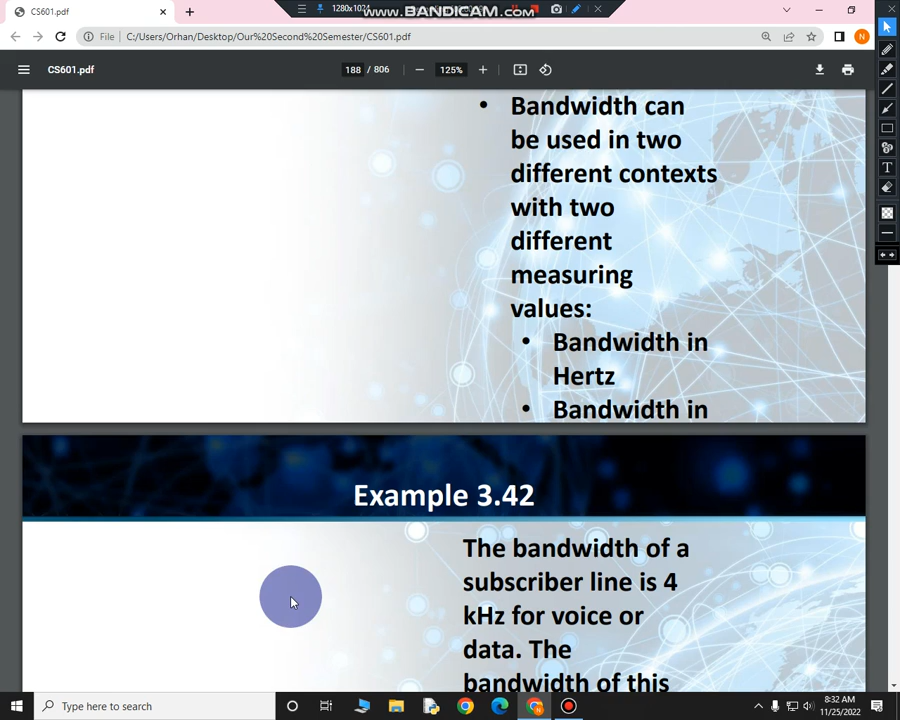 CS601.pdf
1280x1024
www.BANDICAM.com
File
C:/Users/Orhan/Desktop/Our%20Second%20Semester/CS601.pdf
N
CS601.pdf
188 / 806
125%
• Bandwidth can
be used in two
different contexts
with two
different
measuring
values:
• Bandwidth in
Hertz
• Bandwidth in
Example 3.42
The bandwidth of a
subscriber line is 4
kHz for voice or
data. The
bandwidth of this
T
Type here to search
8:32 AM
11/25/2022